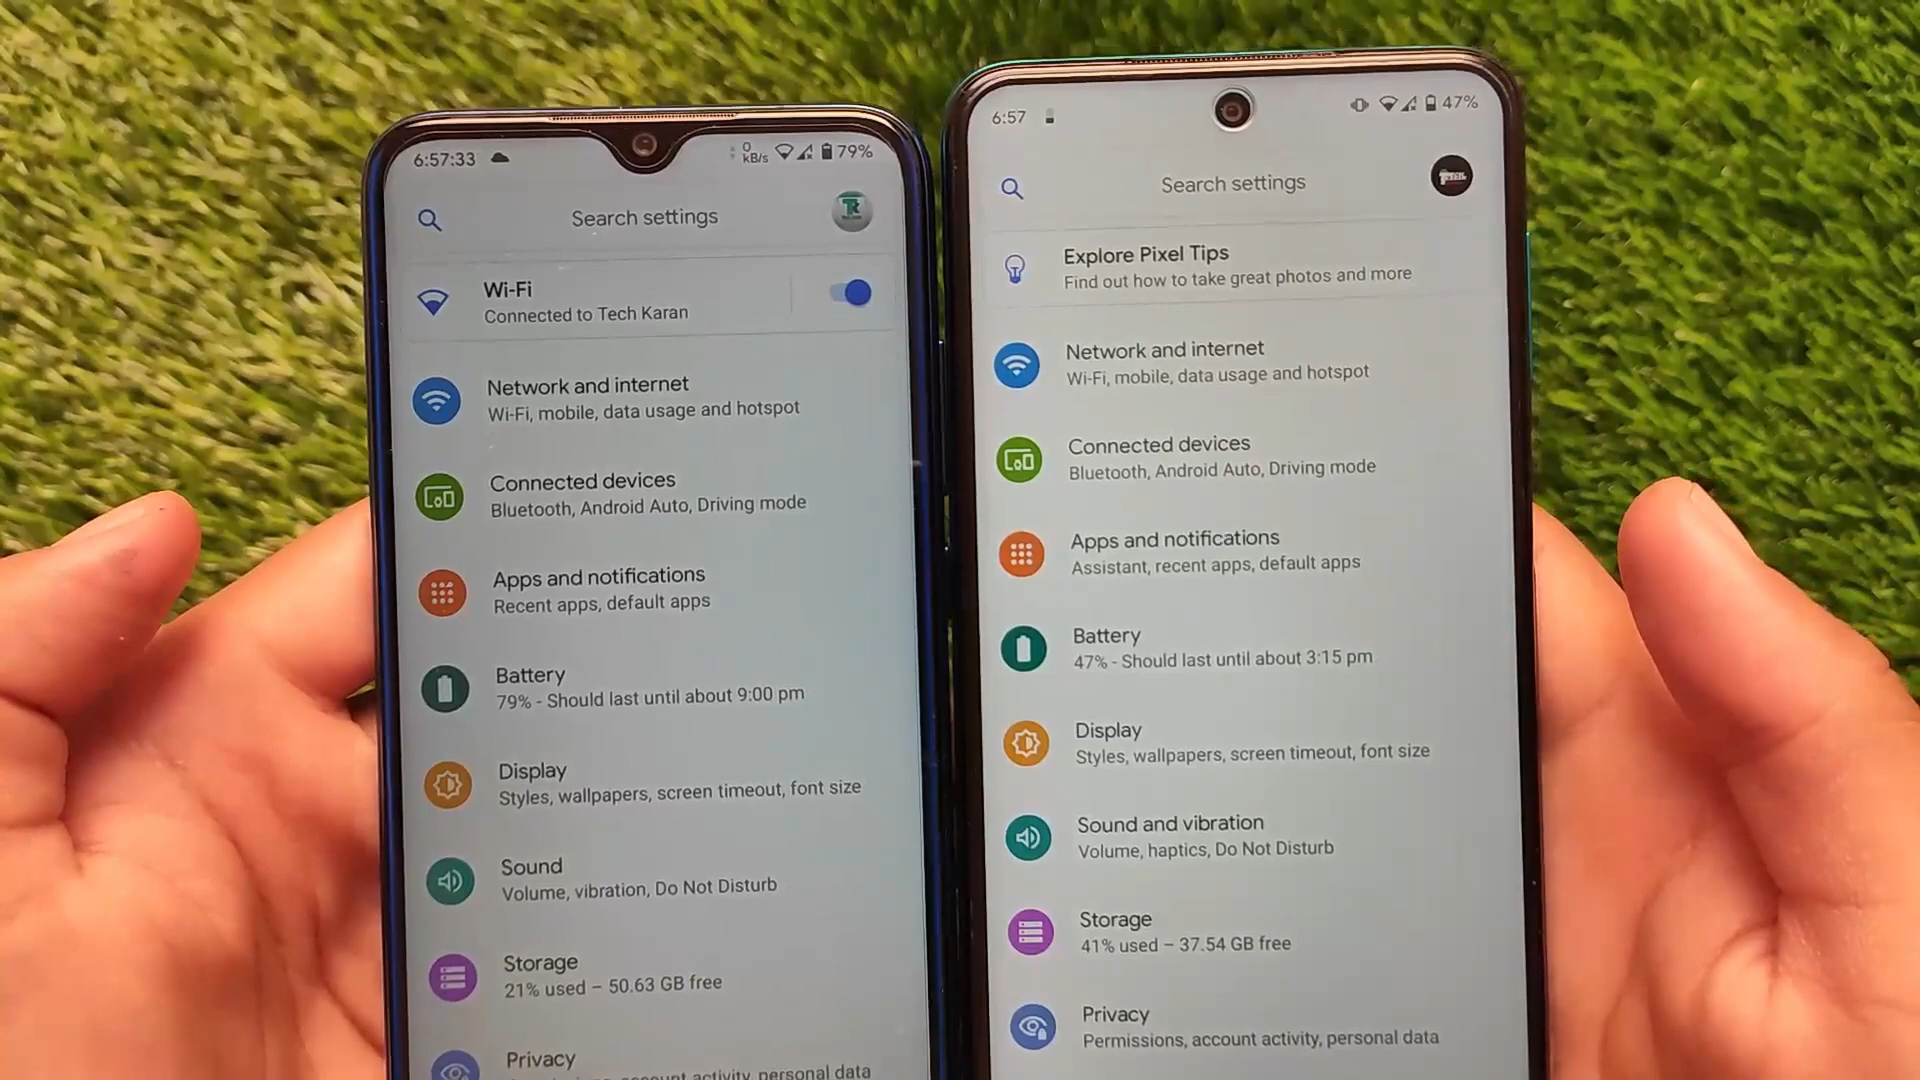 6:57:33
0
kB/s
79%
Search settings
Wi-Fi
Connected to Tech Karan
Network and internet
Wi-Fi, mobile, data usage and hotspot
Connected devices
Bluetooth, Android Auto, Driving mode
Apps and notifications
Recent apps, default apps
Battery
79% - Should last until about 9:00 pm
Display
Styles, wallpapers, screen timeout, font size
Sound
Volume, vibration, Do Not Disturb
Storage
21% used – 50.63 GB free
Privacy
account activity, personal data
6:57
47%
Search settings
Explore Pixel Tips
Find out how to take great photos and more
Network and internet
Wi-Fi, mobile, data usage and hotspot
Connected devices
Bluetooth, Android Auto, Driving mode
Apps and notifications
Assistant, recent apps, default apps
Battery
47% - Should last until about 3:15 pm
Display
Styles, wallpapers, screen timeout, font size
Sound and vibration
Volume, haptics, Do Not Disturb
Storage
41% used – 37.54 GB free
Privacy
Permissions, account activity, personal data